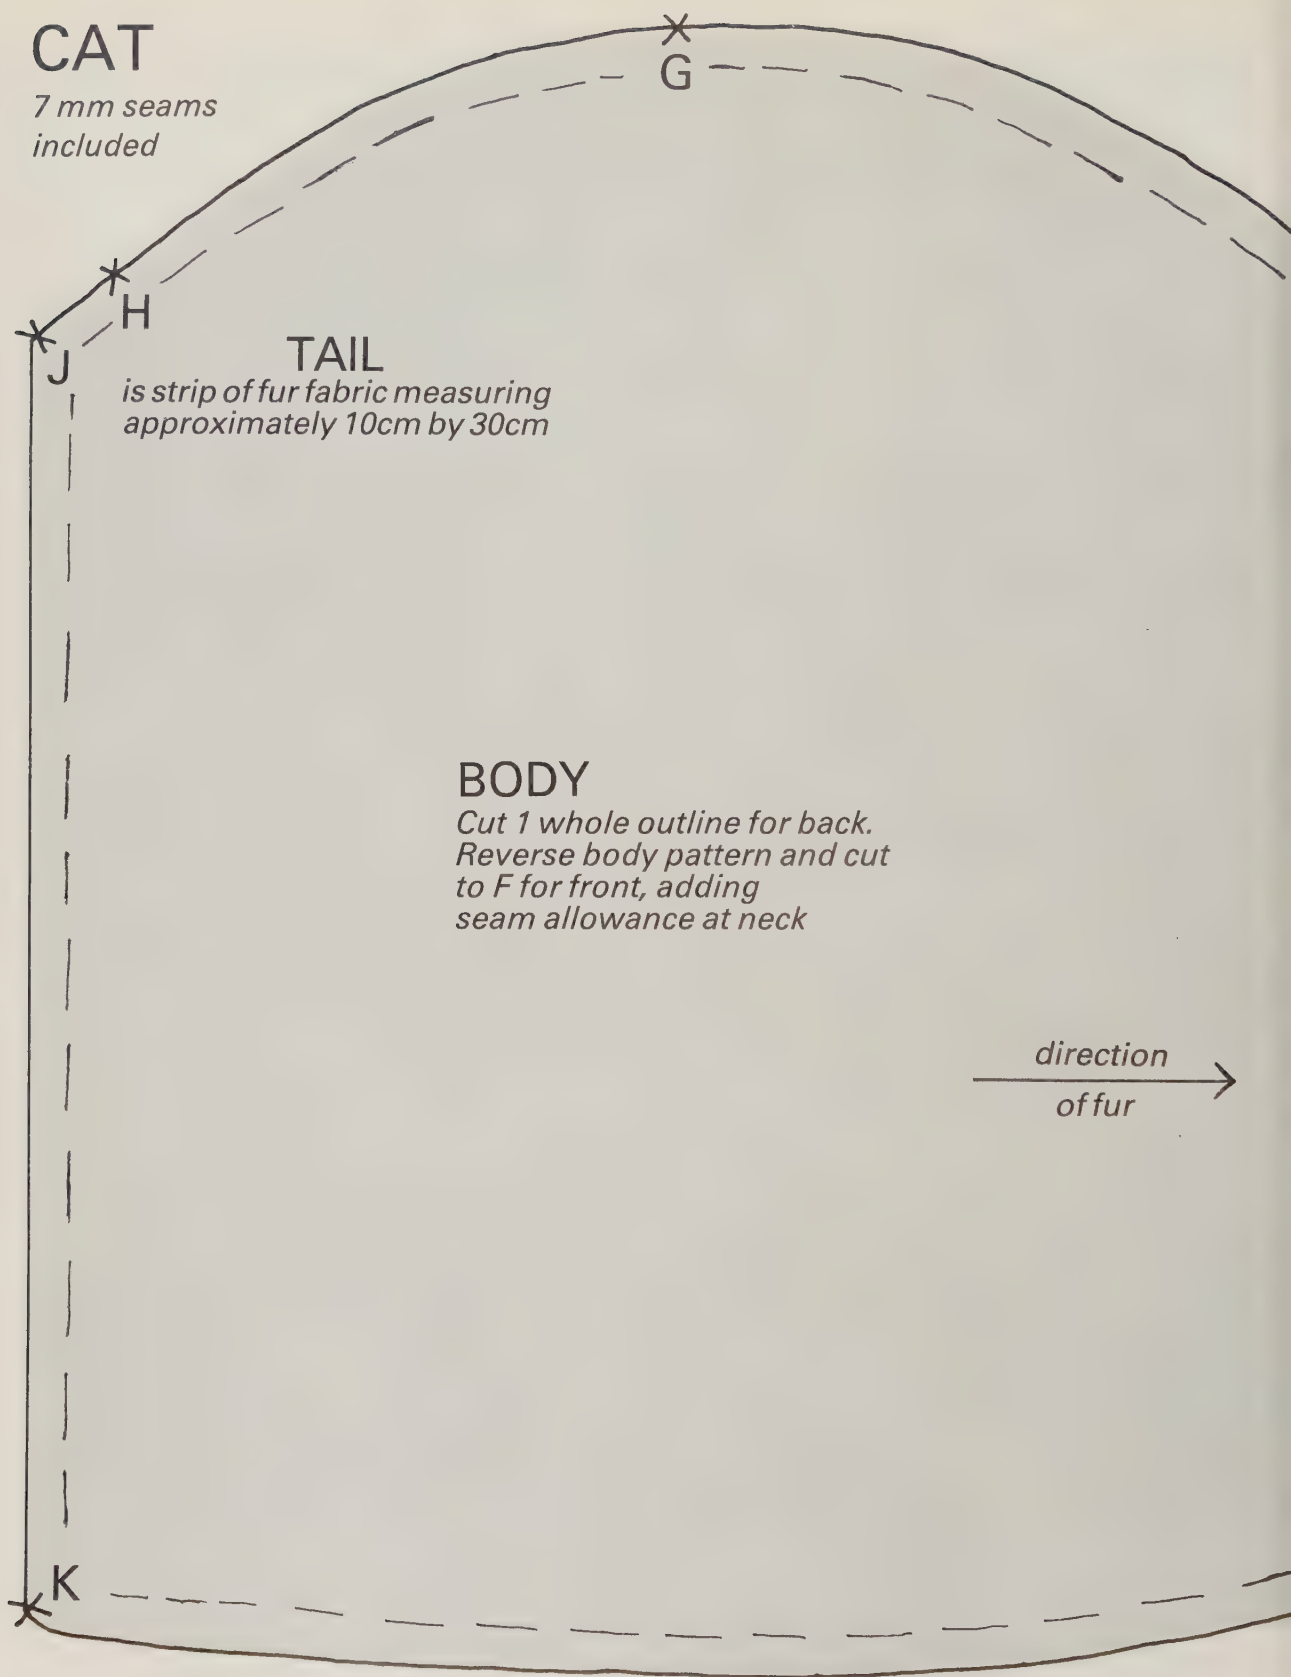 CAT
7 mm seams
included
G
H
J
TAIL
is strip of fur fabric measuring
approximately 10cm by 30cm
BODY
Cut 1 whole outline for back.
Reverse body pattern and cut
to F for front, adding
seam allowance at neck
direction
of fur
K